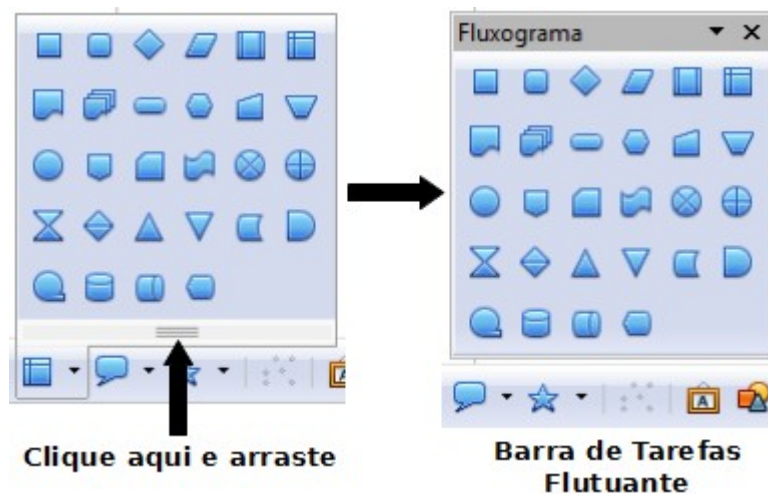 Fluxograma
A
Clique aqui e arraste
Barra de Tarefas
Flutuante